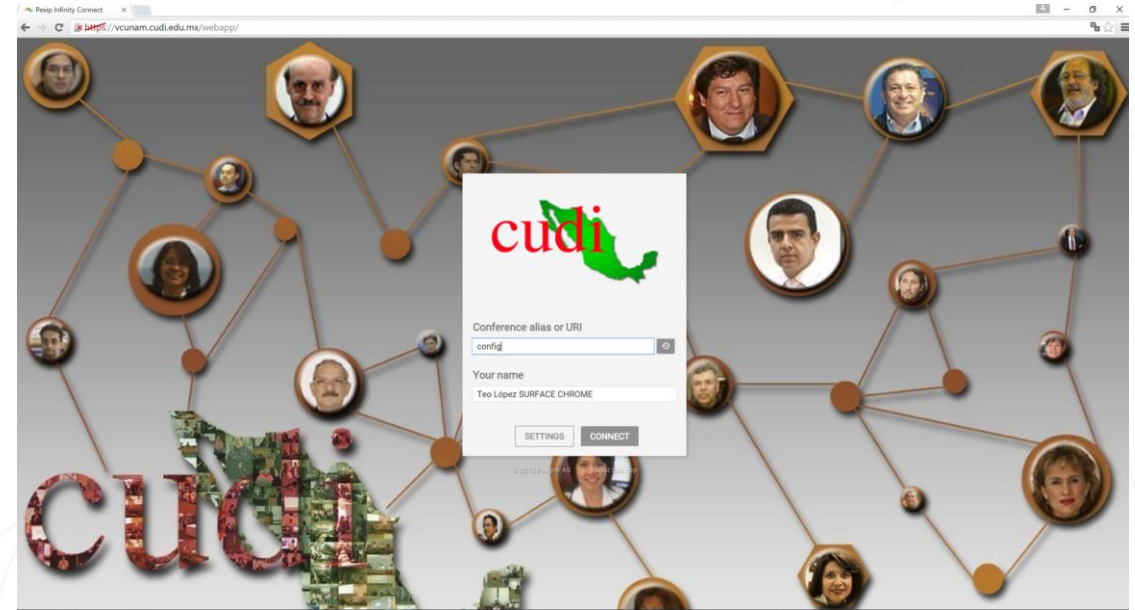 Pexip Infinity Connect
https://vcunam.cudi.edu.mx/webapp/
cudi
Conference alias or URI
config
Your name
Teo López SURFACE CHROME
SETTINGS
CONNECT
cudi